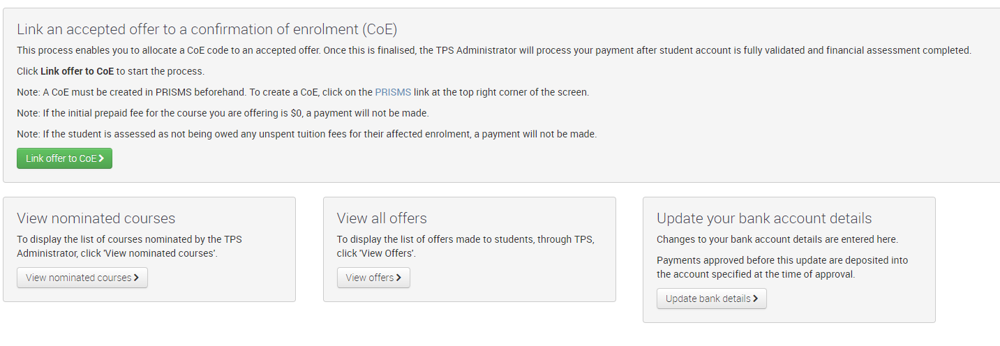 Link an accepted offer to a confirmation of enrolment (CoE)
This process enables you to allocate a CoE code to an accepted offer. Once this is finalised, the TPS Administrator will process your payment after student account is fully validated and financial assessment completed.
Click Link offer to CoE to start the process.
Note: A CoE must be created in PRISMS beforehand. To create a CoE, click on the PRISMS link at the top right corner of the screen.
Note: If the initial prepaid fee for the course you are offering is $0, a payment will not be made.
Note: If the student is assessed as not being owed any unspent tuition fees for their affected enrolment, a payment will not be made.
Link offer to CoE
View nominated courses
To display the list of courses nominated by the TPS
Administrator, click 'View nominated courses'.
View nominated courses
View all offers
To display the list of offers made to students, through TPS,
click 'View Offers'.
View offers
Update your bank account details
Changes to your bank account details are entered here.
Payments approved before this update are deposited into
the account specified at the time of approval.
Update bank details